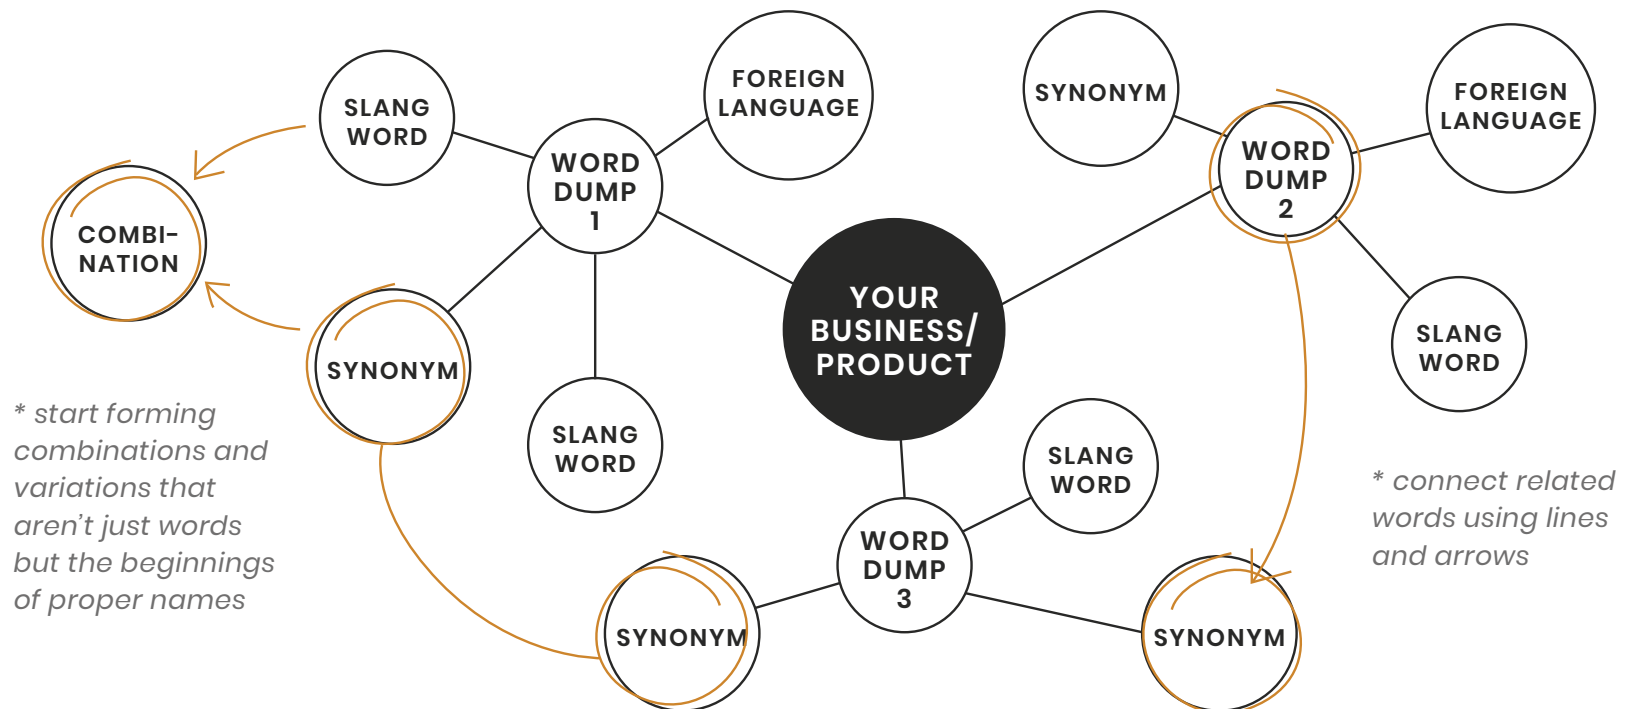 SLANG
WORD
FOREIGN
LANGUAGE
WORD
DUMP
1
COMBI-
NATION
SYNONYM
SLANG
WORD
* start forming
combinations and
variations that
aren't just words
but the beginnings
of proper names
YOUR
BUSINESS/
PRODUCT
SYNONYM
WORD
DUMP
2
FOREIGN
LANGUAGE
SLANG
WORD
SLANG
WORD
WORD
DUMP
3
SYNONYM
SYNONYM
* connect related
words using lines
and arrows